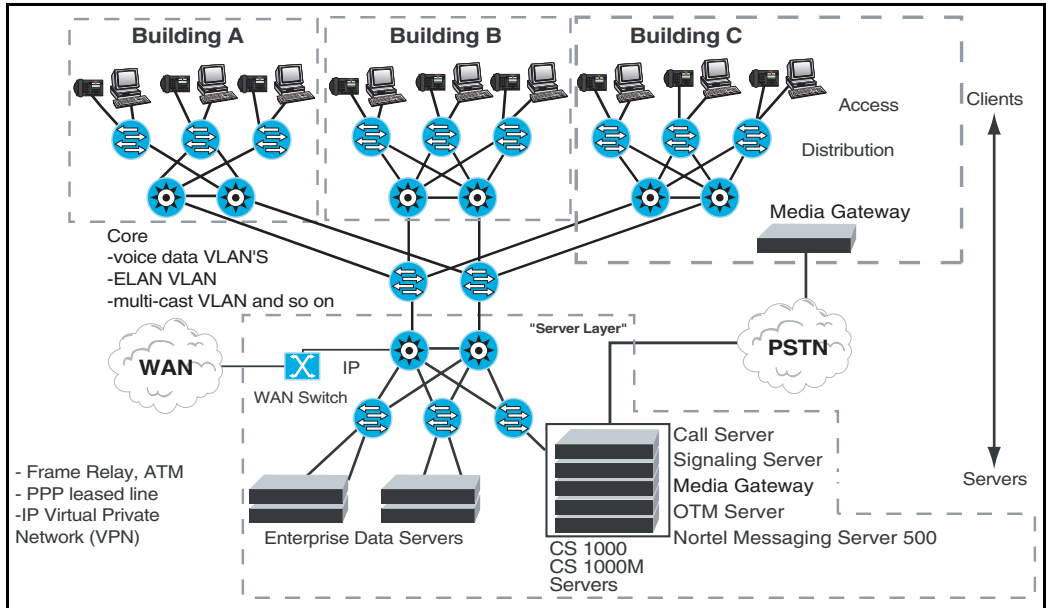 Building A
Building B
Building C
Access
Clients
Distribution
Media Gateway
Core
-voice data VLAN'S
-ELAN VLAN
-multi-cast VLAN and so on
"Server Layer"
WAN
IP
PSTN
WAN Switch
Call Server
Signaling Server
Media Gateway
OTM Server
Nortel Messaging Server 500
Servers
- Frame Relay, ATM
- PPP leased line
-IP Virtual Private
Network (VPN)
Enterprise Data Servers
CS 1000
CS 1000M
Servers